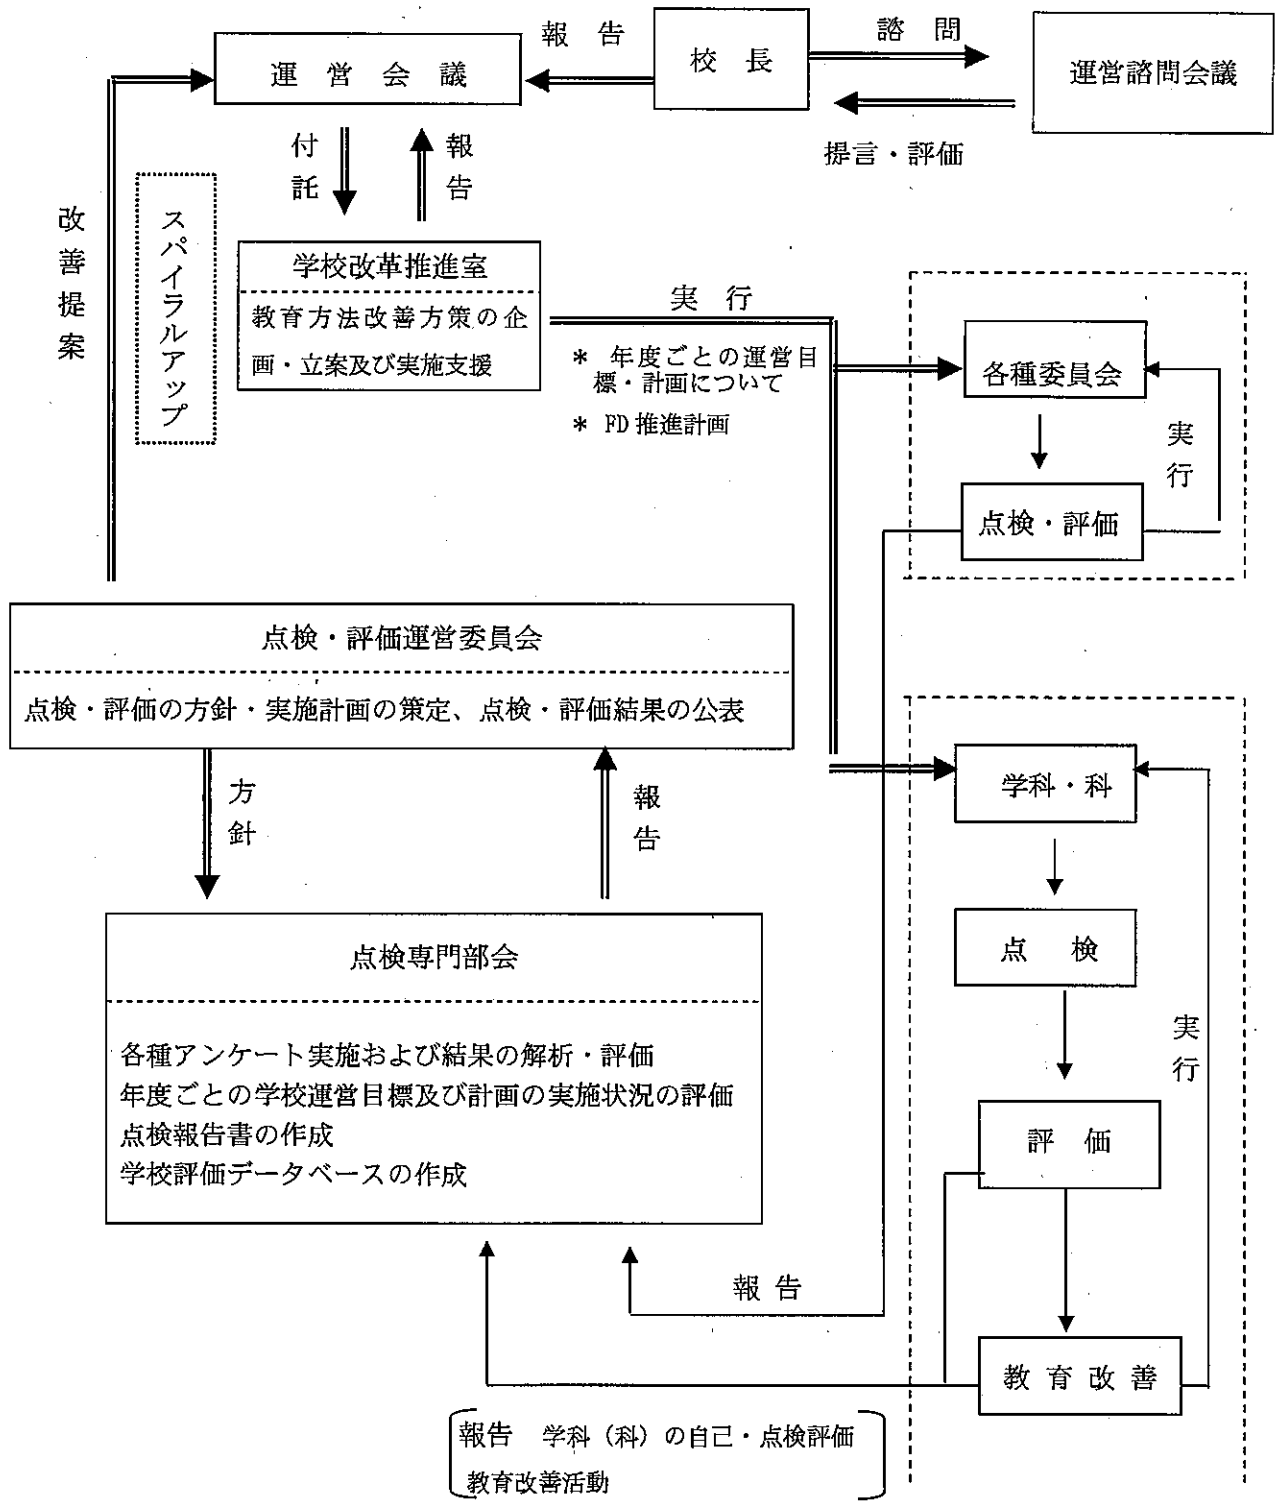 報告
校長
諮問
運営会議
運営諮問会議
提言・評価
付託
報告
改善提案
スパイラルアップ
学校改革推進室
教育方法改善方策の企
画・立案及び実施支援
実行
* 年度ごとの運営目
標・計画について
* FD推進計画
各種委員会
実行
点検・評価
点検・評価運営委員会
点検・評価の方針・実施計画の策定、点検・評価結果の公表
方針
報告
学科・科
点検
点検専門部会
各種アンケート実施および結果の解析・評価
年度ごとの学校運営目標及び計画の実施状況の評価
点検報告書の作成
学校評価データベースの作成
実行
評価
報告
教育改善
報告 学科(科)の自己・点検評価
教育改善活動